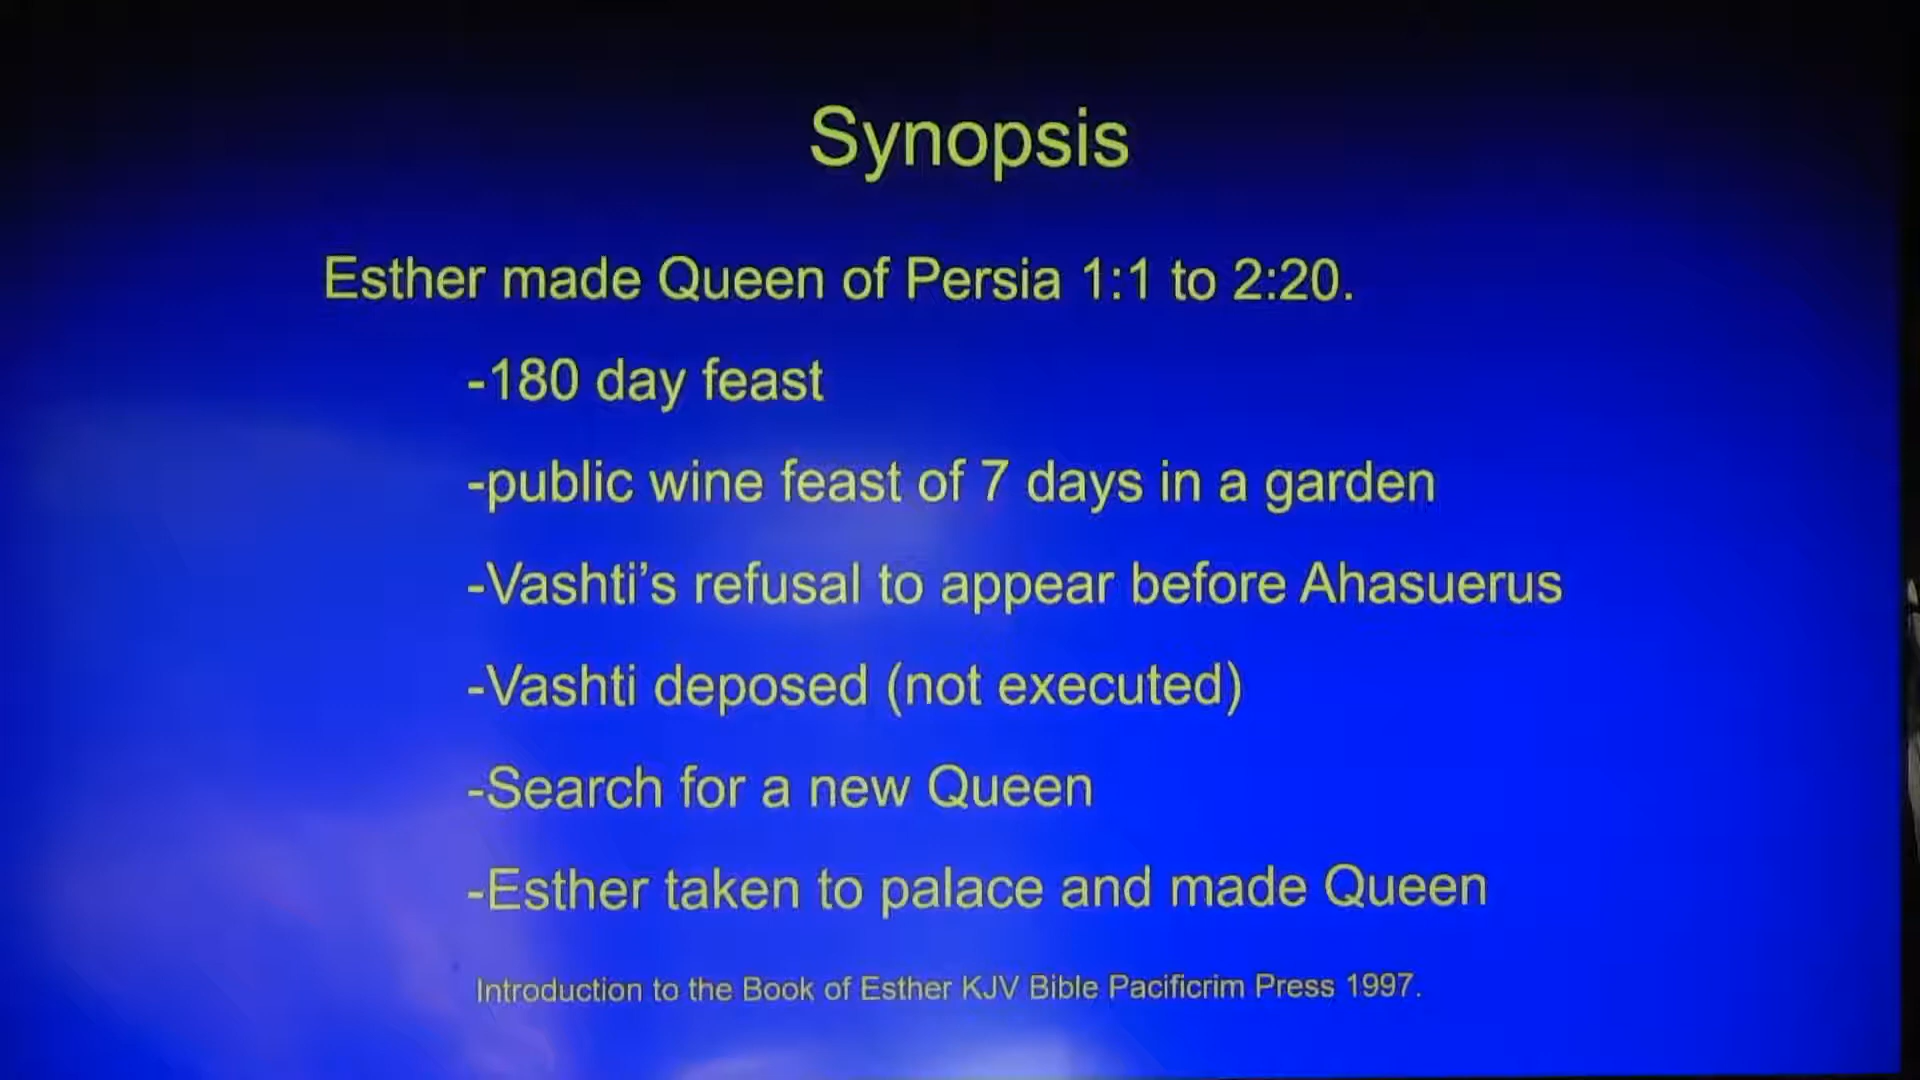 Synopsis
Esther made Queen of Persia 1:1 to 2:20.
-180 day feast
-public wine feast of 7 days in a garden
-Vashti’s refusal to appear before Ahasuerus
-Vashti deposed (not executed)
-Search for a new Queen
-Esther taken to palace and made Queen
Introduction to the Book of Esther KJV Bible Pacificrim Press 1997.